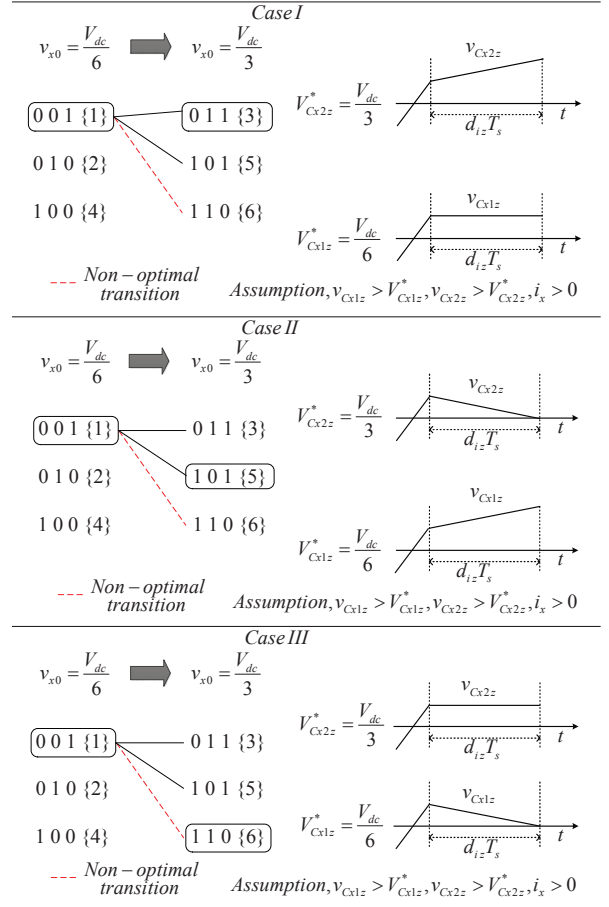 Case I
v_{x0} = V_{dc}/6 v_{x0} = V_{dc}/3
v_{Cx2z}
V^*_{Cx2z} = V_{dc}/3
t
d_{iz}T_s
0 0 1 {1} 0 1 1 {3}
0 1 0 {2} 1 0 1 {5}
1 0 0 {4} 1 1 0 {6}
v_{Cx1z}
V^*_{Cx1z} = V_{dc}/6
t
d_{iz}T_s
Non – optimal
transition
Assumption, v_{Cx1z} > V^*_{Cx1z}, v_{Cx2z} > V^*_{Cx2z}, i_x > 0
Case II
v_{x0} = V_{dc}/6 v_{x0} = V_{dc}/3
v_{Cx2z}
V^*_{Cx2z} = V_{dc}/3
t
d_{iz}T_s
0 0 1 {1} 0 1 1 {3}
0 1 0 {2} 1 0 1 {5}
1 0 0 {4} 1 1 0 {6}
v_{Cx1z}
V^*_{Cx1z} = V_{dc}/6
t
d_{iz}T_s
Non – optimal
transition
Assumption, v_{Cx1z} > V^*_{Cx1z}, v_{Cx2z} > V^*_{Cx2z}, i_x > 0
Case III
v_{x0} = V_{dc}/6 v_{x0} = V_{dc}/3
v_{Cx2z}
V^*_{Cx2z} = V_{dc}/3
t
d_{iz}T_s
0 0 1 {1} 0 1 1 {3}
0 1 0 {2} 1 0 1 {5}
1 0 0 {4} 1 1 0 {6}
v_{Cx1z}
V^*_{Cx1z} = V_{dc}/6
t
d_{iz}T_s
Non – optimal
transition
Assumption, v_{Cx1z} > V^*_{Cx1z}, v_{Cx2z} > V^*_{Cx2z}, i_x > 0